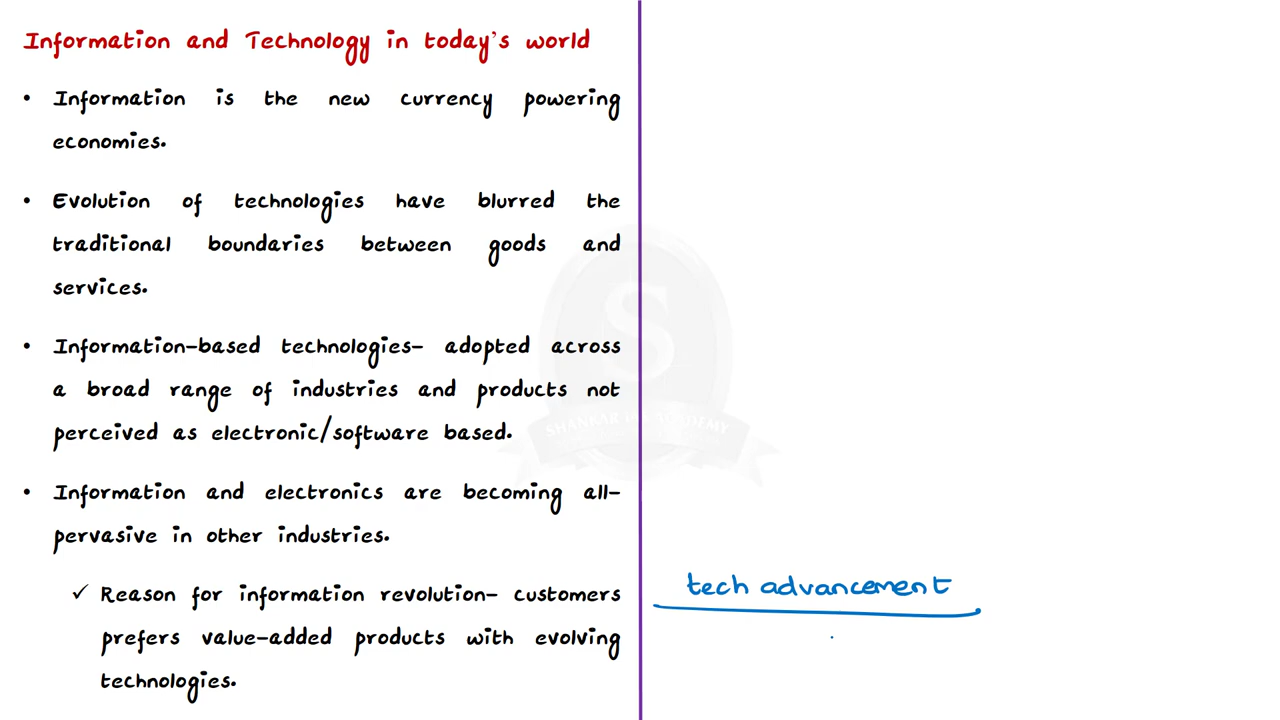 Information and Technology in today's world
• Information is the new currency powering
economies.
• Evolution of technologies have blurred the
traditional boundaries between goods and
services.
• Information-based technologies- adopted across
a broad range of industries and products not
perceived as electronic/software based.
• Information and electronics are becoming all-
pervasive in other industries.
✓ Reason for information revolution- customers
prefers value-added products with evolving
technologies.
tech advancement
S
SHANKAR IAS ACADEMY